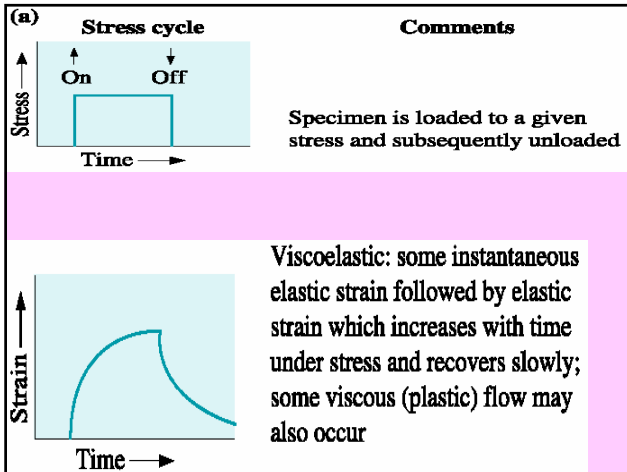 (a)
Stress cycle
Comments
On
Off
Stress
Time
Specimen is loaded to a given
stress and subsequently unloaded
Viscoelastic: some instantaneous
elastic strain followed by elastic
strain which increases with time
under stress and recovers slowly;
some viscous (plastic) flow may
also occur
Strain
Time